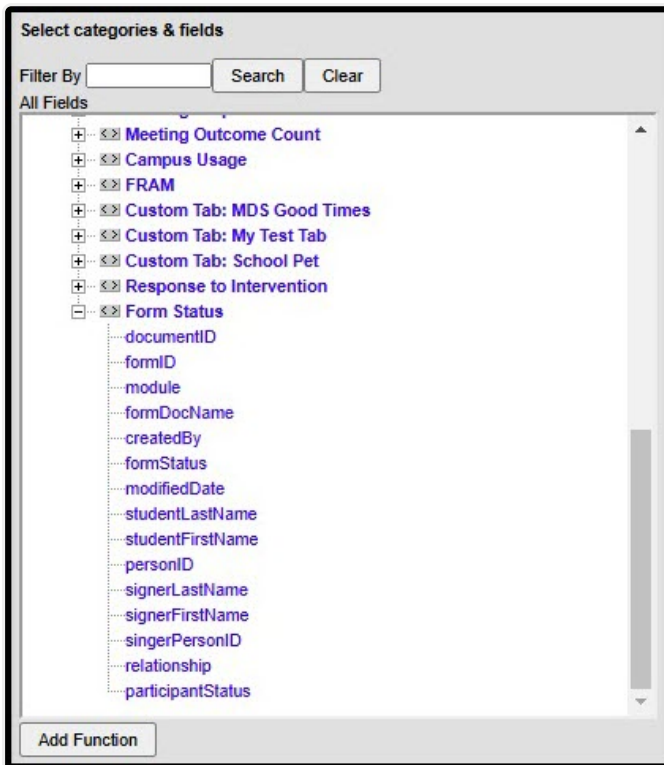 Select categories & fields
Filter By Search Clear
All Fields
Meeting Outcome Count
Campus Usage
FRAM
Custom Tab: MDS Good Times
Custom Tab: My Test Tab
Custom Tab: School Pet
Response to Intervention
Form Status
documentID
formID
module
formDocName
createdBy
formStatus
modifiedDate
studentLastName
studentFirstName
personID
signerLastName
signerFirstName
singerPersonID
relationship
participantStatus
Add Function